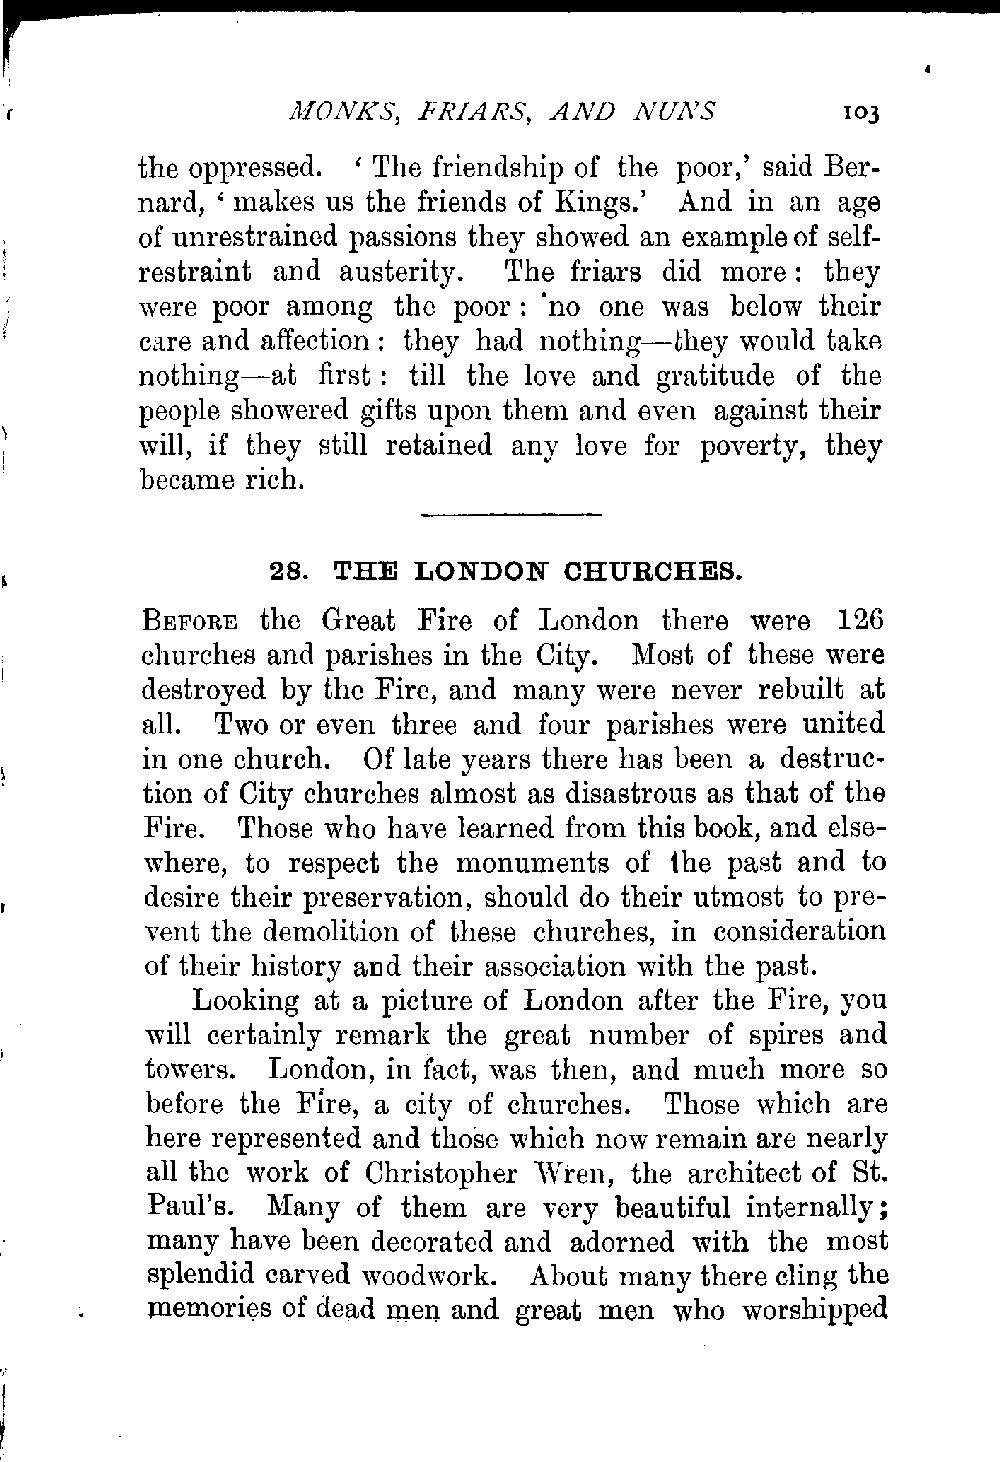 MONKS, FRIARS, AND NUNS 103
the oppressed. ‘ The friendship of the poor,’ said Ber-
nard, ‘ makes us the friends of Kings.’ And in an age
of unrestrained passions they showed an example of self-
restraint and austerity. The friars did more : they
were poor among the poor : no one was below their
care and affection : they had nothing—they would take
nothing—at first : till the love and gratitude of the
people showered gifts upon them and even against their
will, if they still retained any love for poverty, they
became rich.
28. THE LONDON CHURCHES.
BEFORE the Great Fire of London there were 126
churches and parishes in the City. Most of these were
destroyed by the Fire, and many were never rebuilt at
all. Two or even three and four parishes were united
in one church. Of late years there has been a destruc-
tion of City churches almost as disastrous as that of the
Fire. Those who have learned from this book, and else-
where, to respect the monuments of the past and to
desire their preservation, should do their utmost to pre-
vent the demolition of these churches, in consideration
of their history and their association with the past.
Looking at a picture of London after the Fire, you
will certainly remark the great number of spires and
towers. London, in fact, was then, and much more so
before the Fire, a city of churches. Those which are
here represented and those which now remain are nearly
all the work of Christopher Wren, the architect of St.
Paul's. Many of them are very beautiful internally;
many have been decorated and adorned with the most
splendid carved woodwork. About many there cling the
memories of dead men and great men who worshipped